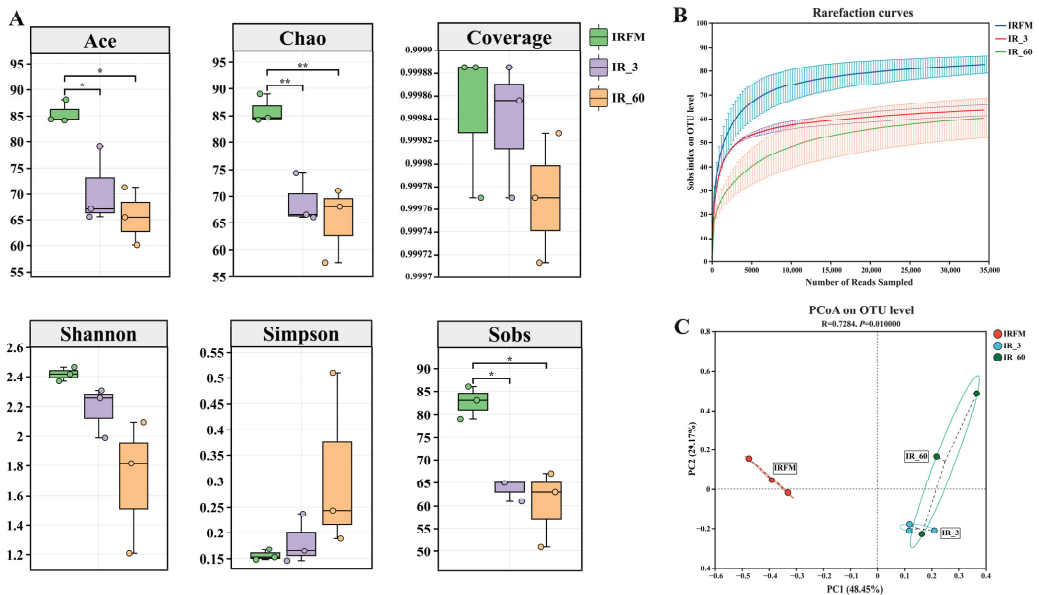 A
Ace
95
90
85
80
75
70
65
60
55
*
*
Chao
95
90
85
80
75
70
65
60
55
**
**
Coverage
0.9999
0.99988
0.99986
0.99984
0.99982
0.9998
0.99978
0.99976
0.99974
0.99972
0.9997
IRFM
IR_3
IR_60
Shannon
2.6
2.4
2.2
2.0
1.8
1.6
1.4
1.2
Simpson
0.55
0.5
0.45
0.4
0.35
0.3
0.25
0.2
0.15
Sobs
90
85
80
75
70
65
60
55
50
*
*
B
Rarefaction curves
Sobs index on OTU level
100
90
80
70
60
50
40
30
20
10
0
0 5000 10,000 15,000 20,000 25,000 30,000 35,000
Number of Reads Sampled
IRFM
IR_3
IR_60
C
PCoA on OTU level
R=0.7284. P=0.010000
PC2 (29.17%)
0.8
0.6
0.4
0.2
0
−0.2
0.4
IRFM
IR_60
IR_3
−0.6 −0.5 −0.4 −0.3 −0.2 −0.1 0 0.1 0.2 0.3 0.4
PC1 (48.45%)
IRFM
IR_3
IR_60